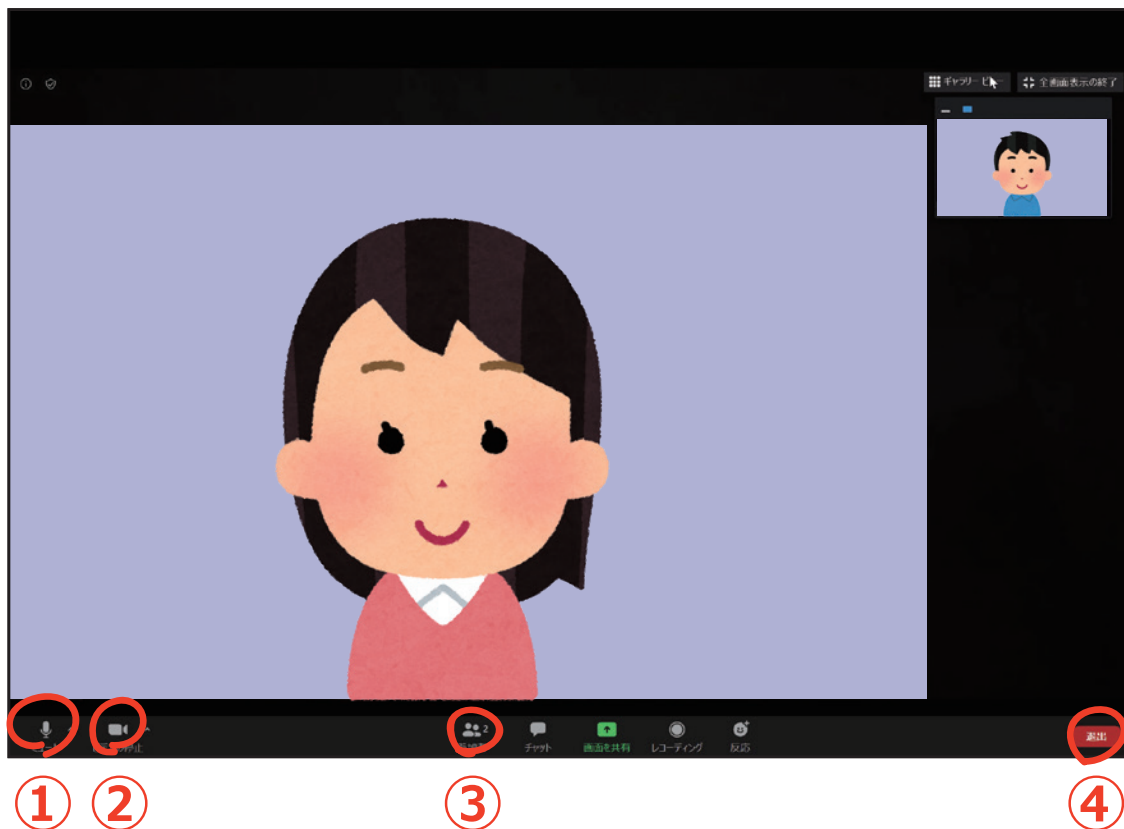 ギャラリー ビュー
全画面表示の終了
2
チャット
画面を共有
レコーディング
反応
退出
① ② ③ ④